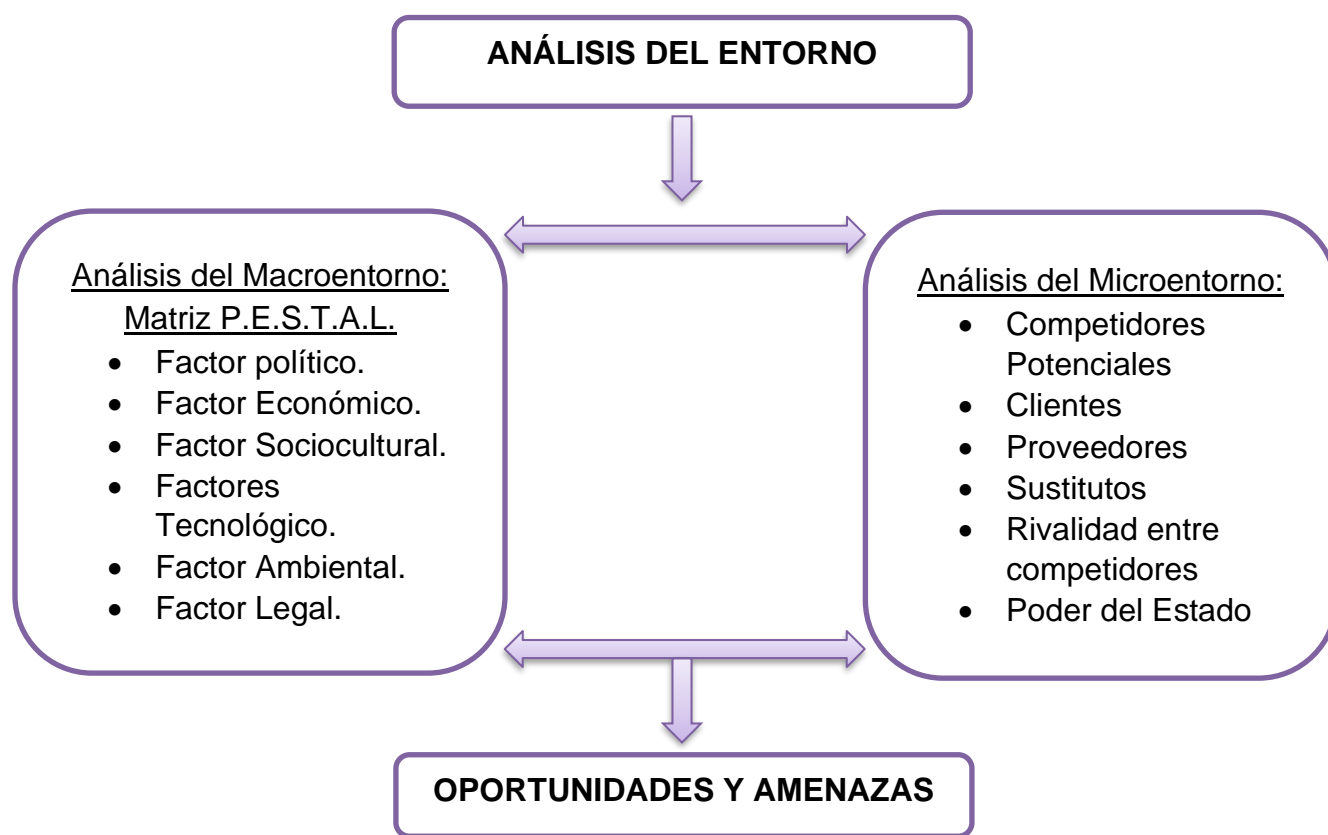 ANÁLISIS DEL ENTORNO
Análisis del Macroentorno:
Matriz P.E.S.T.A.L.
• Factor político.
• Factor Económico.
• Factor Sociocultural.
• Factores
Tecnológico.
• Factor Ambiental.
• Factor Legal.
Análisis del Microentorno:
• Competidores
Potenciales
• Clientes
• Proveedores
• Sustitutos
• Rivalidad entre
competidores
• Poder del Estado
OPORTUNIDADES Y AMENAZAS